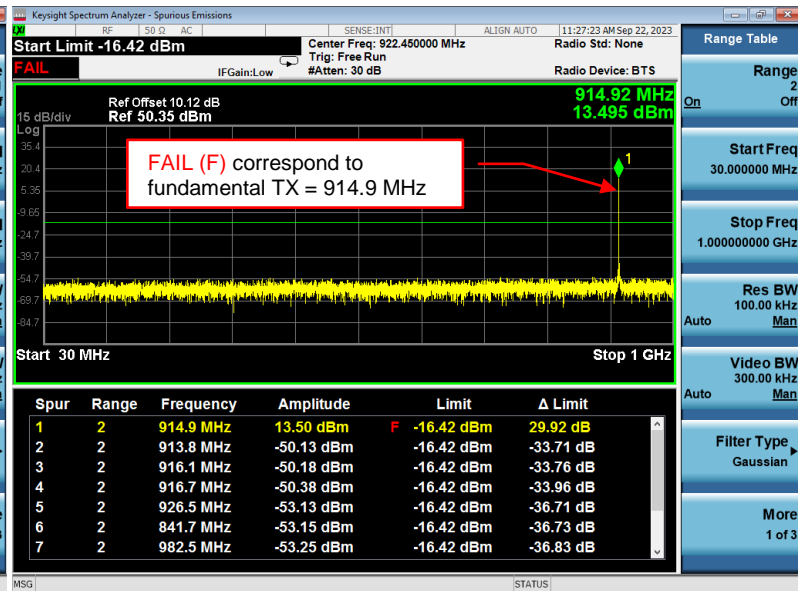 Keysight Spectrum Analyzer - Spurious Emissions
LXI RF 50 Ω AC SENSE:INT ALIGN AUTO 11:27:23 AM Sep 22, 2023
Start Limit -16.42 dBm Center Freq: 922.450000 MHz Radio Std: None
Trig: Free Run
FAIL IFGain:Low #Atten: 30 dB Radio Device: BTS
Ref Offset 10.12 dB 914.92 MHz
15 dB/div Ref 50.35 dBm 13.495 dBm
Log
35.4
20.4
5.35
-9.65
-24.7
-39.7
-54.7
-69.7
-84.7
1
FAIL (F) correspond to
fundamental TX = 914.9 MHz
Start 30 MHz Stop 1 GHz
Spur Range Frequency Amplitude Limit Δ Limit
1 2 914.9 MHz 13.50 dBm F -16.42 dBm 29.92 dB
2 2 913.8 MHz -50.13 dBm -16.42 dBm -33.71 dB
3 2 916.1 MHz -50.18 dBm -16.42 dBm -33.76 dB
4 2 916.7 MHz -50.38 dBm -16.42 dBm -33.96 dB
5 2 926.5 MHz -53.13 dBm -16.42 dBm -36.71 dB
6 2 841.7 MHz -53.15 dBm -16.42 dBm -36.73 dB
7 2 982.5 MHz -53.25 dBm -16.42 dBm -36.83 dB
MSG STATUS
Range Table
Range
2
On Off
Start Freq
30.000000 MHz
Stop Freq
1.000000000 GHz
Res BW
100.00 kHz
Auto Man
Video BW
300.00 kHz
Auto Man
Filter Type
Gaussian
More
1 of 3